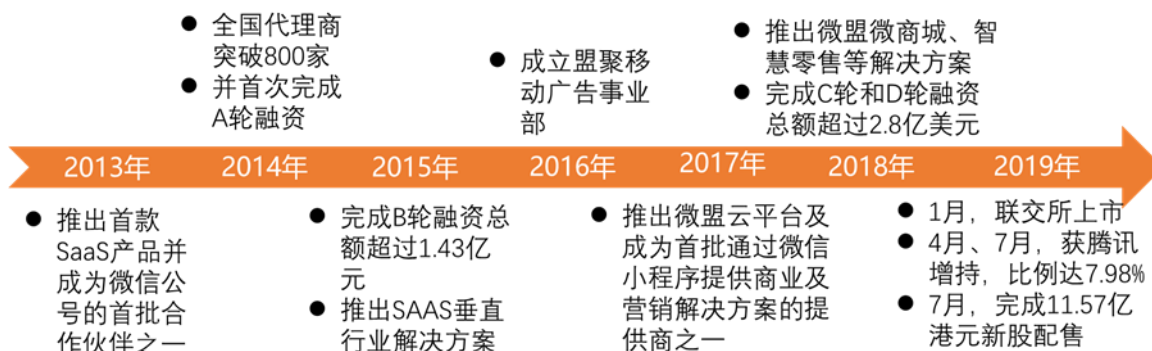 ● 全国代理商
突破800家
● 并首次完成
A轮融资
● 成立盟聚移
动广告事业
部
● 推出微盟微商城、智
慧零售等解决方案
● 完成C轮和D轮融资
总额超过2.8亿美元
2013年 2014年 2015年 2016年 2017年 2018年 2019年
● 推出首款
SaaS产品并
成为微信公
号的首批合
作伙伴之一
● 完成B轮融资总
额超过1.43亿
元
● 推出SAAS垂直
行业解决方案
● 推出微盟云平台及
成为首批通过微信
小程序提供商业及
营销解决方案的提
供商之一
● 1月，联交所上市
● 4月、7月，获腾讯
增持，比例达7.98%
● 7月，完成11.57亿
港元新股配售